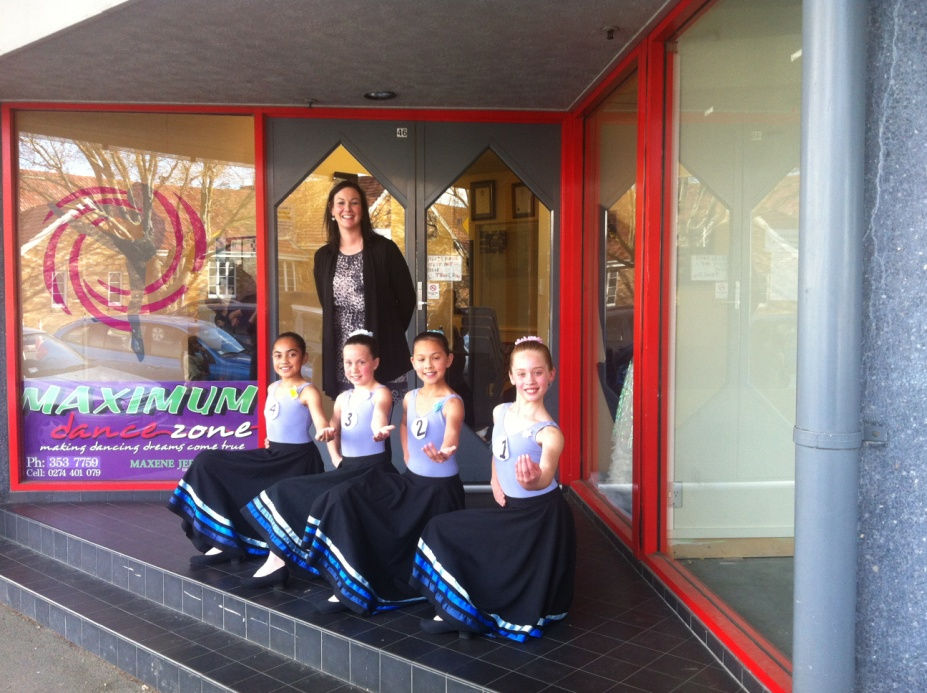 46
MAXIMUM
dance zone
making dancing dreams come true
Ph: 353 7759
MAXENE
Cell: 0274 401 079
4
3
2
1